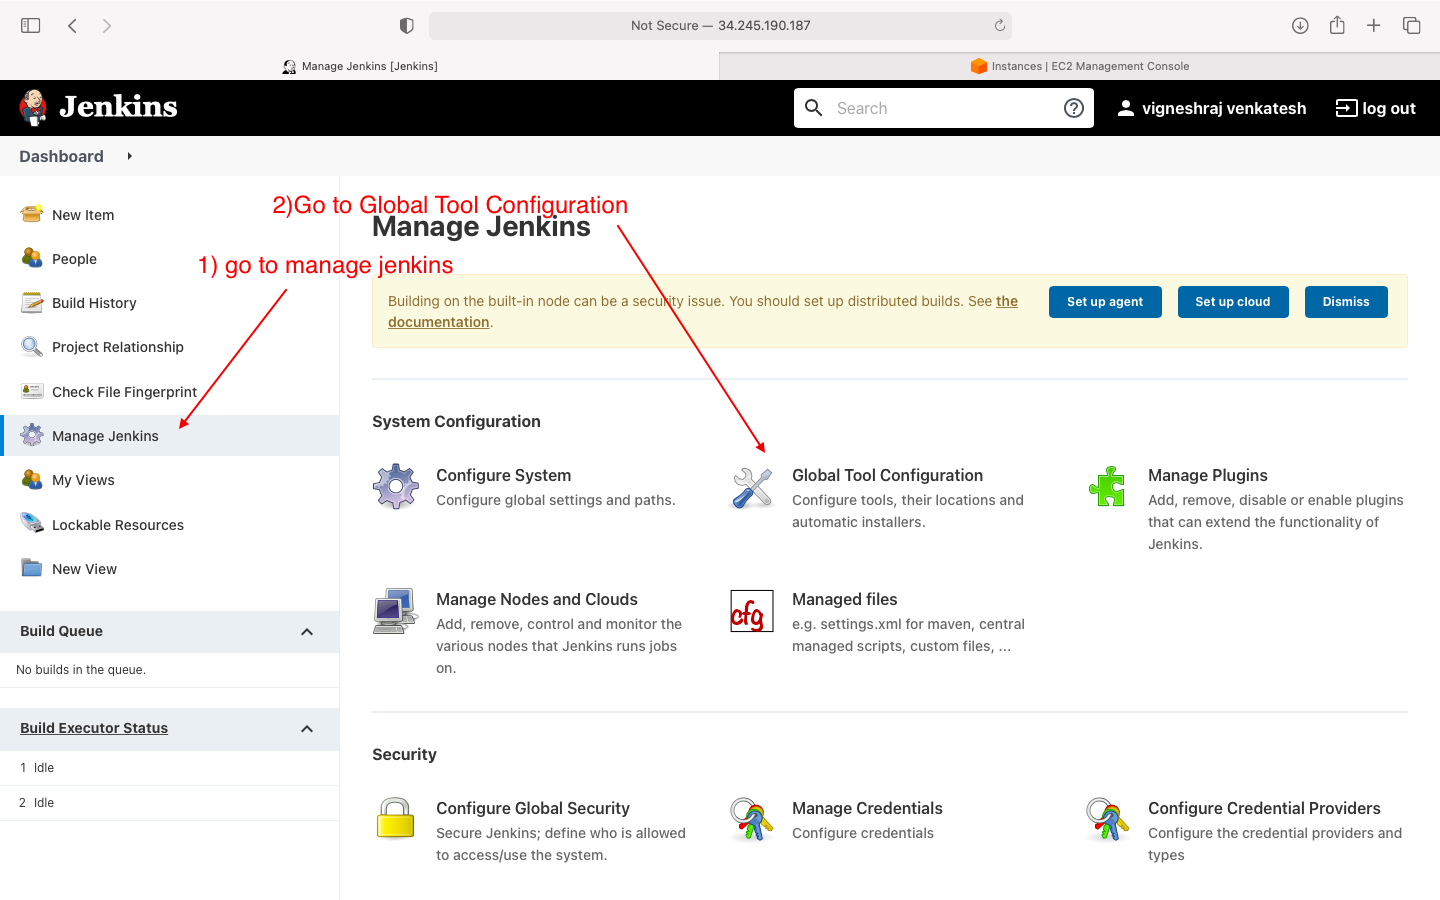 Not Secure — 34.245.190.187
Manage Jenkins [Jenkins]
Instances | EC2 Management Console
Jenkins
Search
vigneshraj venkatesh
log out
Dashboard
New Item
People
Build History
Project Relationship
Check File Fingerprint
Manage Jenkins
My Views
Lockable Resources
New View
Build Queue
No builds in the queue.
Build Executor Status
1 Idle
2 Idle
2)Go to Global Tool Configuration
Manage Jenkins
1) go to manage jenkins
Building on the built-in node can be a security issue. You should set up distributed builds. See the
documentation.
Set up agent
Set up cloud
Dismiss
System Configuration
Configure System
Configure global settings and paths.
Global Tool Configuration
Configure tools, their locations and
automatic installers.
Manage Plugins
Add, remove, disable or enable plugins
that can extend the functionality of
Jenkins.
Manage Nodes and Clouds
Add, remove, control and monitor the
various nodes that Jenkins runs jobs
on.
cfg
Managed files
e.g. settings.xml for maven, central
managed scripts, custom files, ...
Security
Configure Global Security
Secure Jenkins; define who is allowed
to access/use the system.
Manage Credentials
Configure credentials
Configure Credential Providers
Configure the credential providers and
types